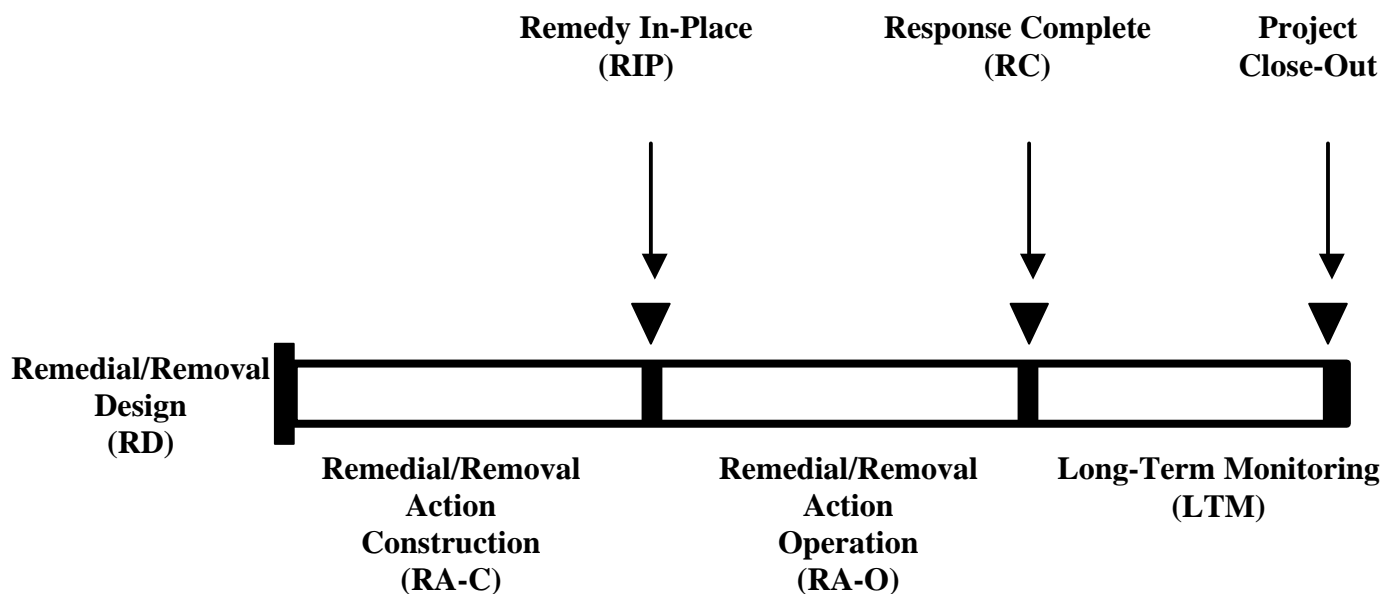 Remedy In-Place
(RIP)
Response Complete
(RC)
Project
Close-Out
Remedial/Removal
Design
(RD)
Remedial/Removal
Action
Construction
(RA-C)
Remedial/Removal
Action
Operation
(RA-O)
Long-Term Monitoring
(LTM)